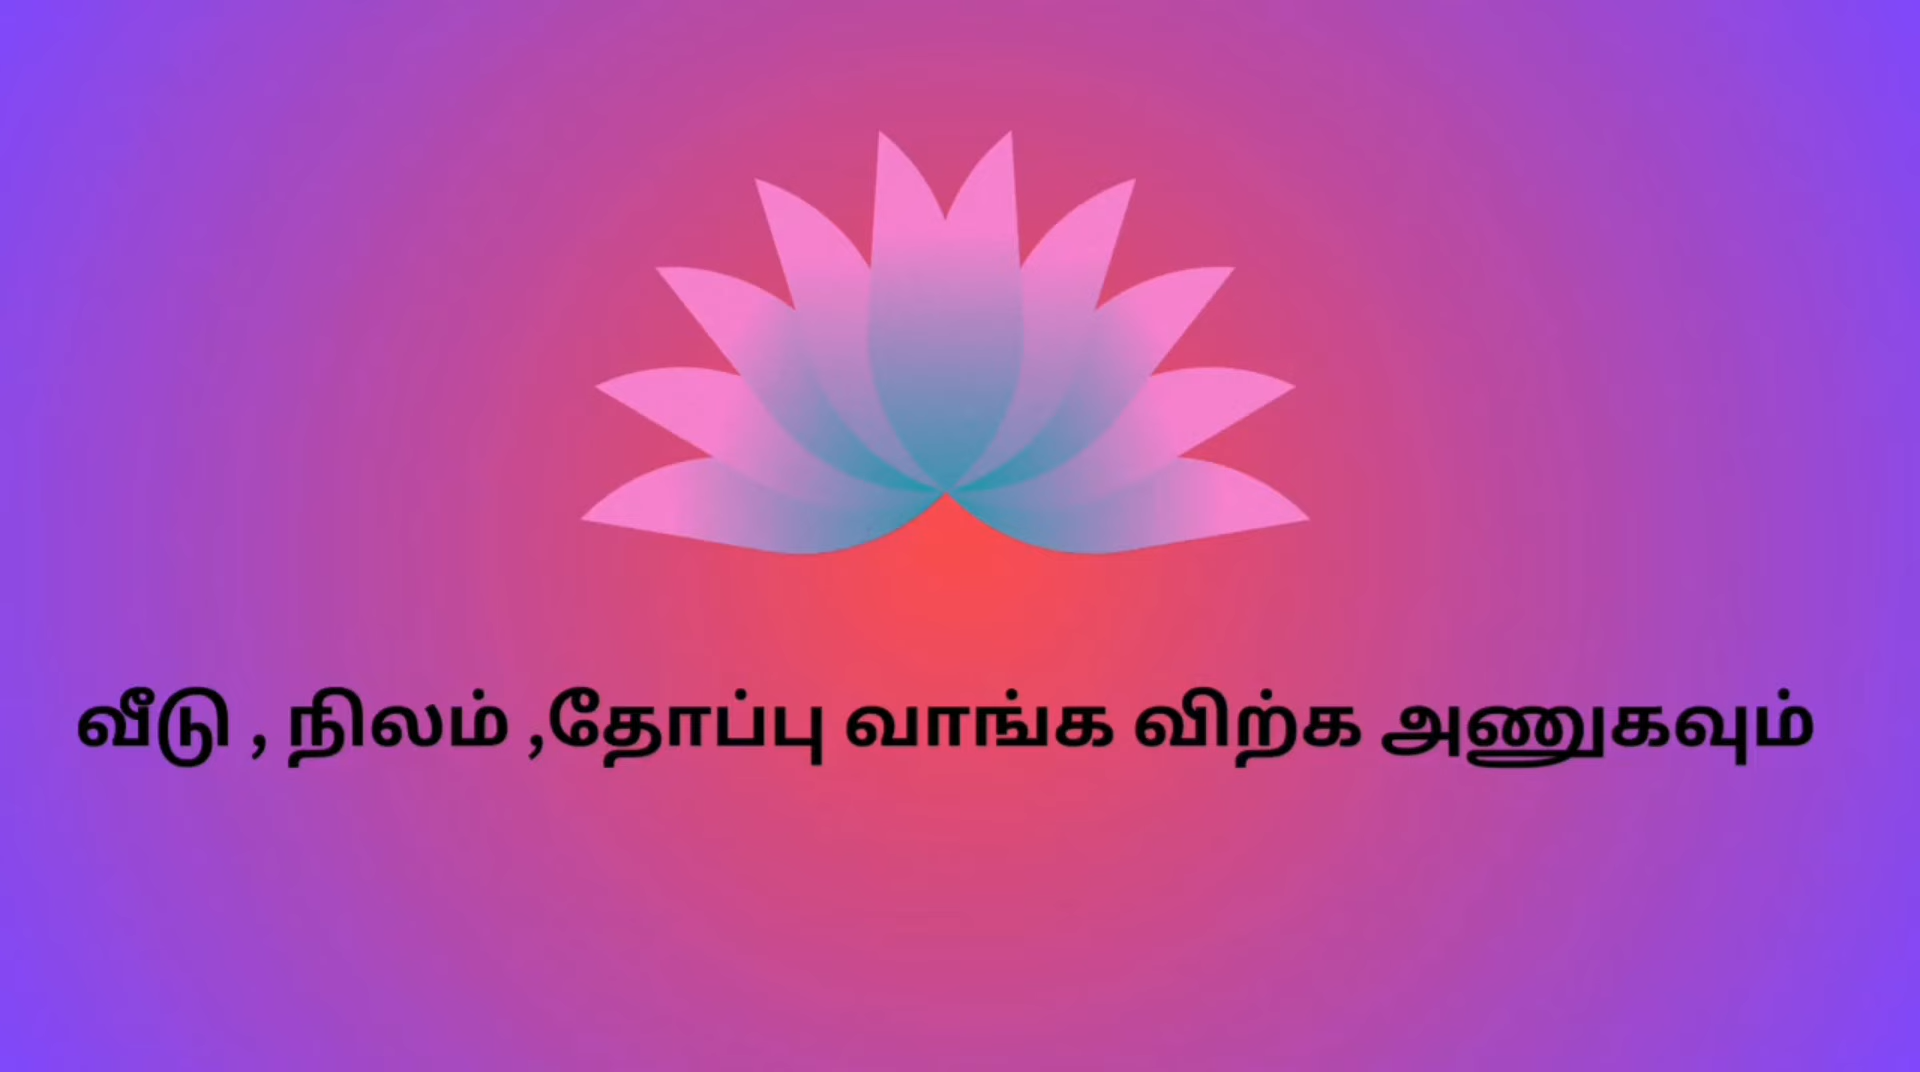 வீடு , நிலம் ,தோப்பு வாங்க விற்க அணுகவும்